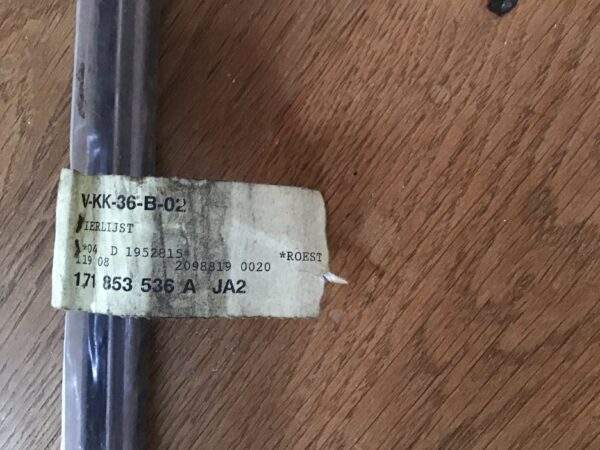 V-KK-36-B-02
IERLIJST
*04 D 1952815
119 08 2098819 0020 *ROEST
171 853 536 A JA2